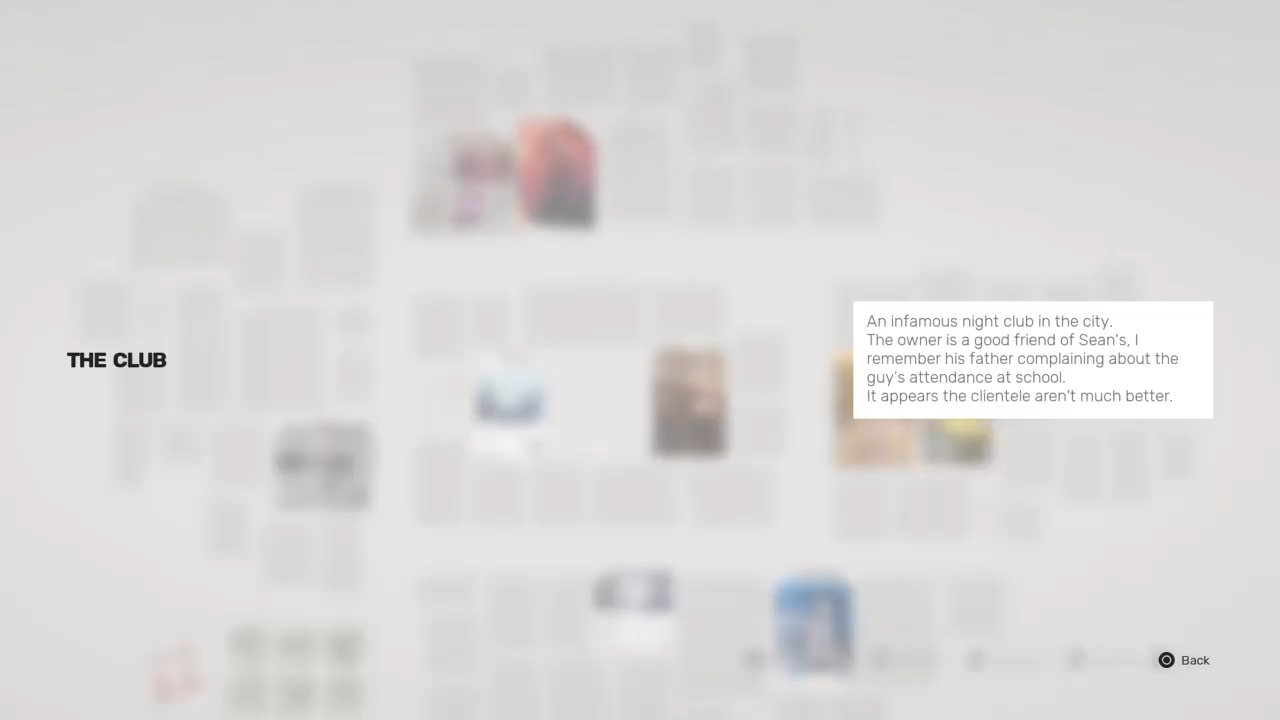 THE CLUB
An infamous night club in the city.
The owner is a good friend of Sean's, I
remember his father complaining about the
guy's attendance at school.
It appears the clientele aren't much better.
Back